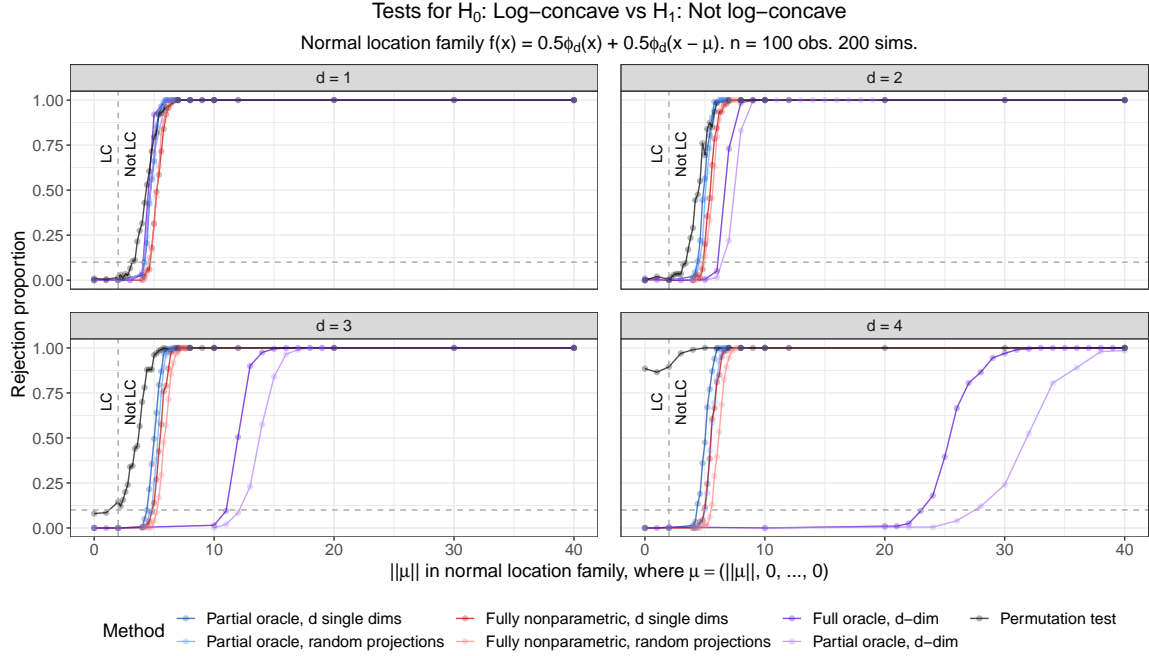 Tests for H₀: Log−concave vs H₁: Not log−concave
Normal location family f(x) = 0.5ϕd(x) + 0.5ϕd(x − μ). n = 100 obs. 200 sims.
d = 1
d = 2
1.00
0.75
0.50
0.25
0.00
LC
Not LC
LC
Not LC
d = 3
d = 4
1.00
0.75
0.50
0.25
0.00
LC
Not LC
LC
Not LC
0 10 20 30 40
0 10 20 30 40
Rejection proportion
||μ|| in normal location family, where μ = (||μ||, 0, ..., 0)
Method
Partial oracle, d single dims
Fully nonparametric, d single dims
Full oracle, d−dim
Permutation test
Partial oracle, random projections
Fully nonparametric, random projections
Partial oracle, d−dim